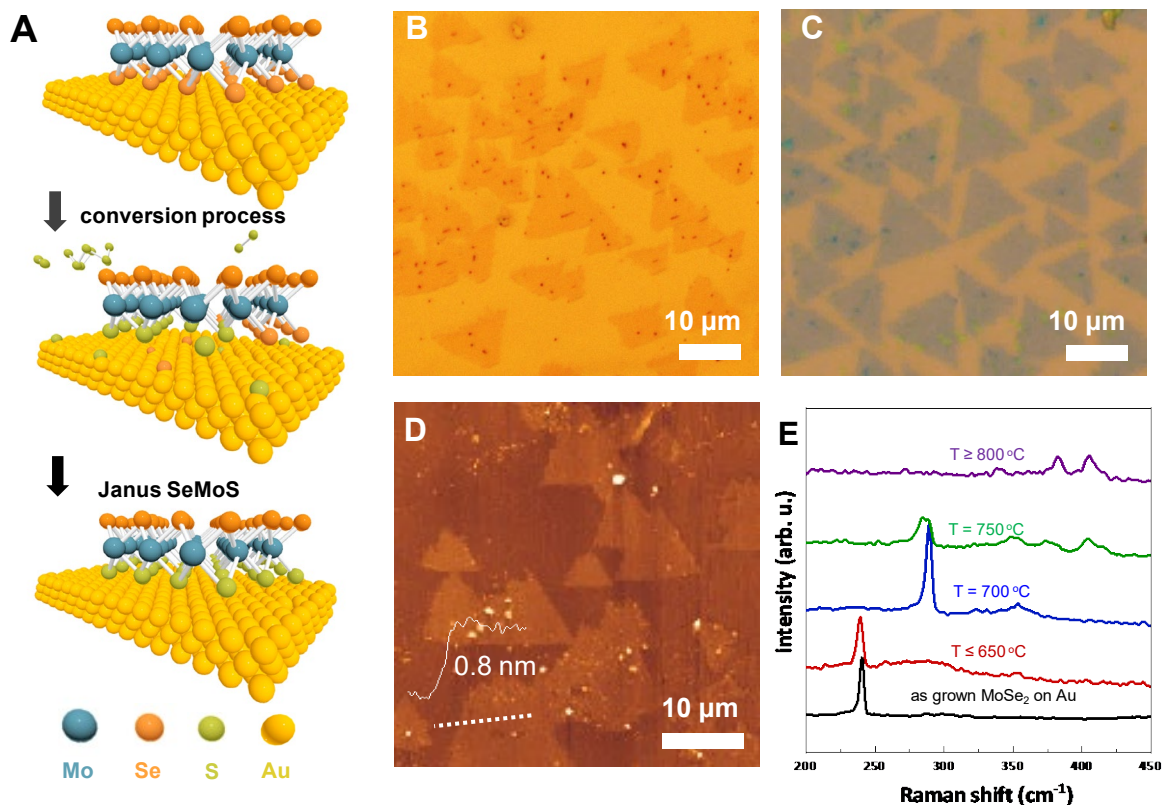 A
conversion process
Janus SeMoS
Mo Se S Au
B
10 μm
C
10 μm
D
0.8 nm
10 μm
E
T ≥ 800 °C
T = 750 °C
T = 700 °C
T ≤ 650 °C
as grown MoSe₂ on Au
Intensity (arb. u.)
200 250 300 350 400 450
Raman shift (cm⁻¹)